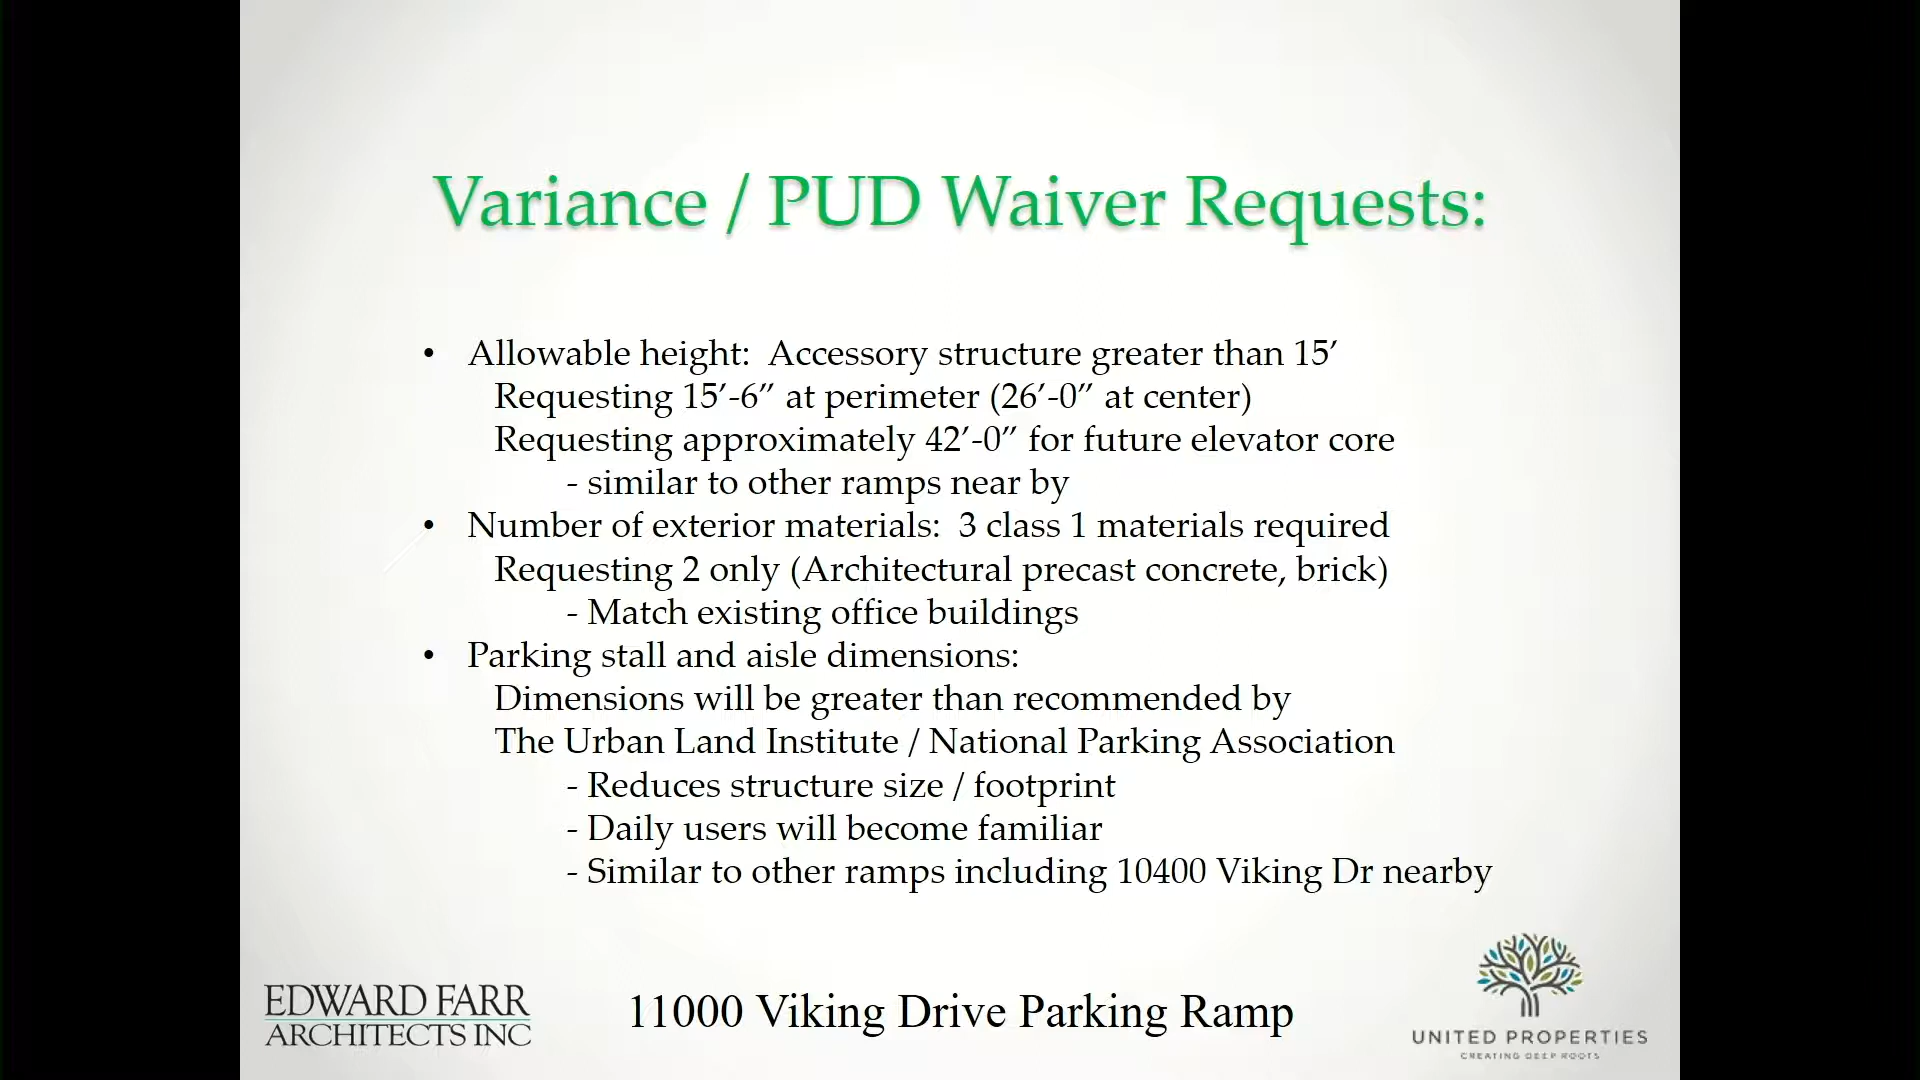 Variance / PUD Waiver Requests:
• Allowable height:  Accessory structure greater than 15’
Requesting 15’-6” at perimeter (26’-0” at center)
Requesting approximately 42’-0” for future elevator core
- similar to other ramps near by
• Number of exterior materials:  3 class 1 materials required
Requesting 2 only (Architectural precast concrete, brick)
- Match existing office buildings
• Parking stall and aisle dimensions:
Dimensions will be greater than recommended by
The Urban Land Institute / National Parking Association
- Reduces structure size / footprint
- Daily users will become familiar
- Similar to other ramps including 10400 Viking Dr nearby
EDWARD FARR
ARCHITECTS INC
11000 Viking Drive Parking Ramp
UNITED PROPERTIES
CREATING DEEP ROOTS